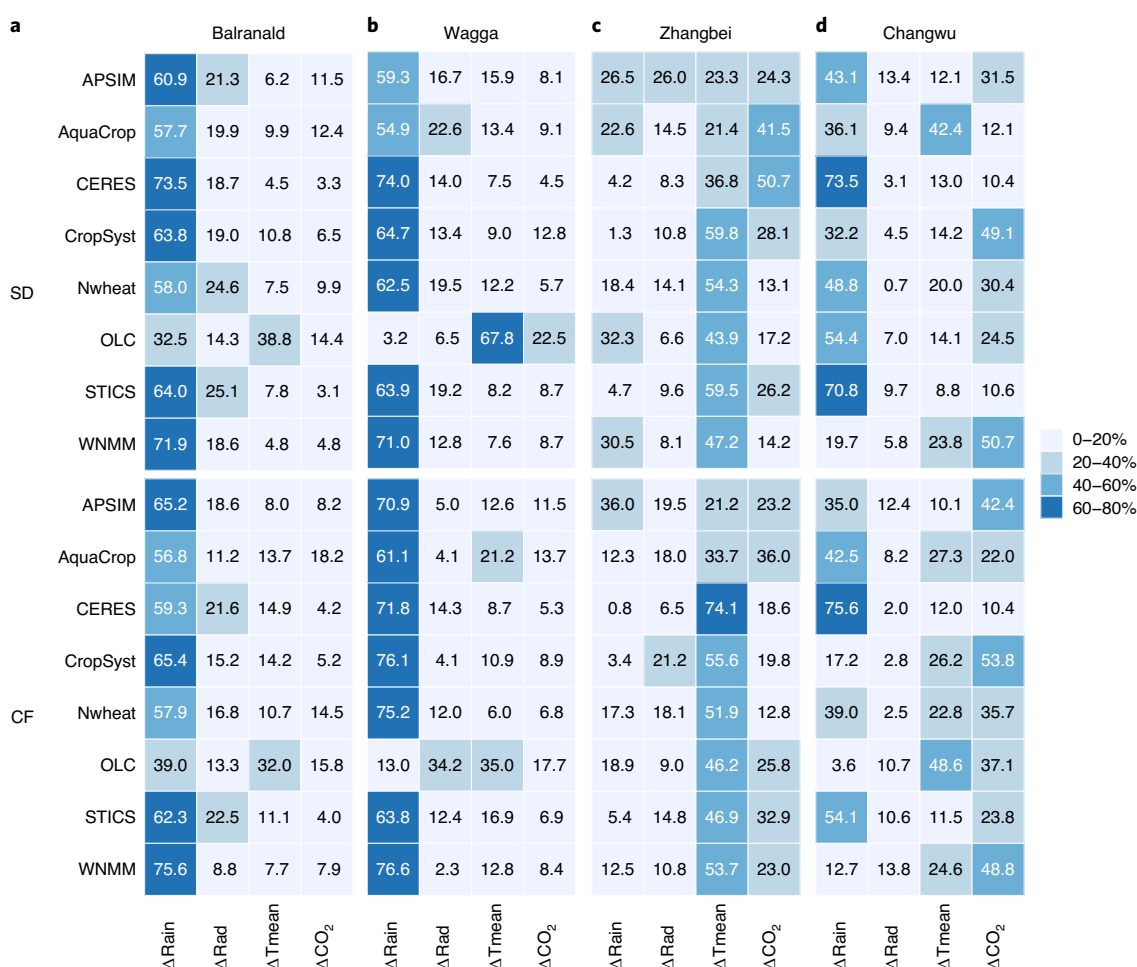 a Balranald b Wagga c Zhangbei d Changwu
APSIM 60.9 21.3 6.2 11.5 59.3 16.7 15.9 8.1 26.5 26.0 23.3 24.3 43.1 13.4 12.1 31.5
AquaCrop 57.7 19.9 9.9 12.4 54.9 22.6 13.4 9.1 22.6 14.5 21.4 41.5 36.1 9.4 42.4 12.1
CERES 73.5 18.7 4.5 3.3 74.0 14.0 7.5 4.5 4.2 8.3 36.8 50.7 73.5 3.1 13.0 10.4
CropSyst 63.8 19.0 10.8 6.5 64.7 13.4 9.0 12.8 1.3 10.8 59.8 28.1 32.2 4.5 14.2 49.1
SD
Nwheat 58.0 24.6 7.5 9.9 62.5 19.5 12.2 5.7 18.4 14.1 54.3 13.1 48.8 0.7 20.0 30.4
OLC 32.5 14.3 38.8 14.4 3.2 6.5 67.8 22.5 32.3 6.6 43.9 17.2 54.4 7.0 14.1 24.5
STICS 64.0 25.1 7.8 3.1 63.9 19.2 8.2 8.7 4.7 9.6 59.5 26.2 70.8 9.7 8.8 10.6
WNMM 71.9 18.6 4.8 4.8 71.0 12.8 7.6 8.7 30.5 8.1 47.2 14.2 19.7 5.8 23.8 50.7
0–20%
20–40%
40–60%
60–80%
APSIM 65.2 18.6 8.0 8.2 70.9 5.0 12.6 11.5 36.0 19.5 21.2 23.2 35.0 12.4 10.1 42.4
AquaCrop 56.8 11.2 13.7 18.2 61.1 4.1 21.2 13.7 12.3 18.0 33.7 36.0 42.5 8.2 27.3 22.0
CERES 59.3 21.6 14.9 4.2 71.8 14.3 8.7 5.3 0.8 6.5 74.1 18.6 75.6 2.0 12.0 10.4
CropSyst 65.4 15.2 14.2 5.2 76.1 4.1 10.9 8.9 3.4 21.2 55.6 19.8 17.2 2.8 26.2 53.8
CF
Nwheat 57.9 16.8 10.7 14.5 75.2 12.0 6.0 6.8 17.3 18.1 51.9 12.8 39.0 2.5 22.8 35.7
OLC 39.0 13.3 32.0 15.8 13.0 34.2 35.0 17.7 18.9 9.0 46.2 25.8 3.6 10.7 48.6 37.1
STICS 62.3 22.5 11.1 4.0 63.8 12.4 16.9 6.9 5.4 14.8 46.9 32.9 54.1 10.6 11.5 23.8
WNMM 75.6 8.8 7.7 7.9 76.6 2.3 12.8 8.4 12.5 10.8 53.7 23.0 12.7 13.8 24.6 48.8
ΔRain ΔRad ΔTmean ΔCO₂ ΔRain ΔRad ΔTmean ΔCO₂ ΔRain ΔRad ΔTmean ΔCO₂ ΔRain ΔRad ΔTmean ΔCO₂